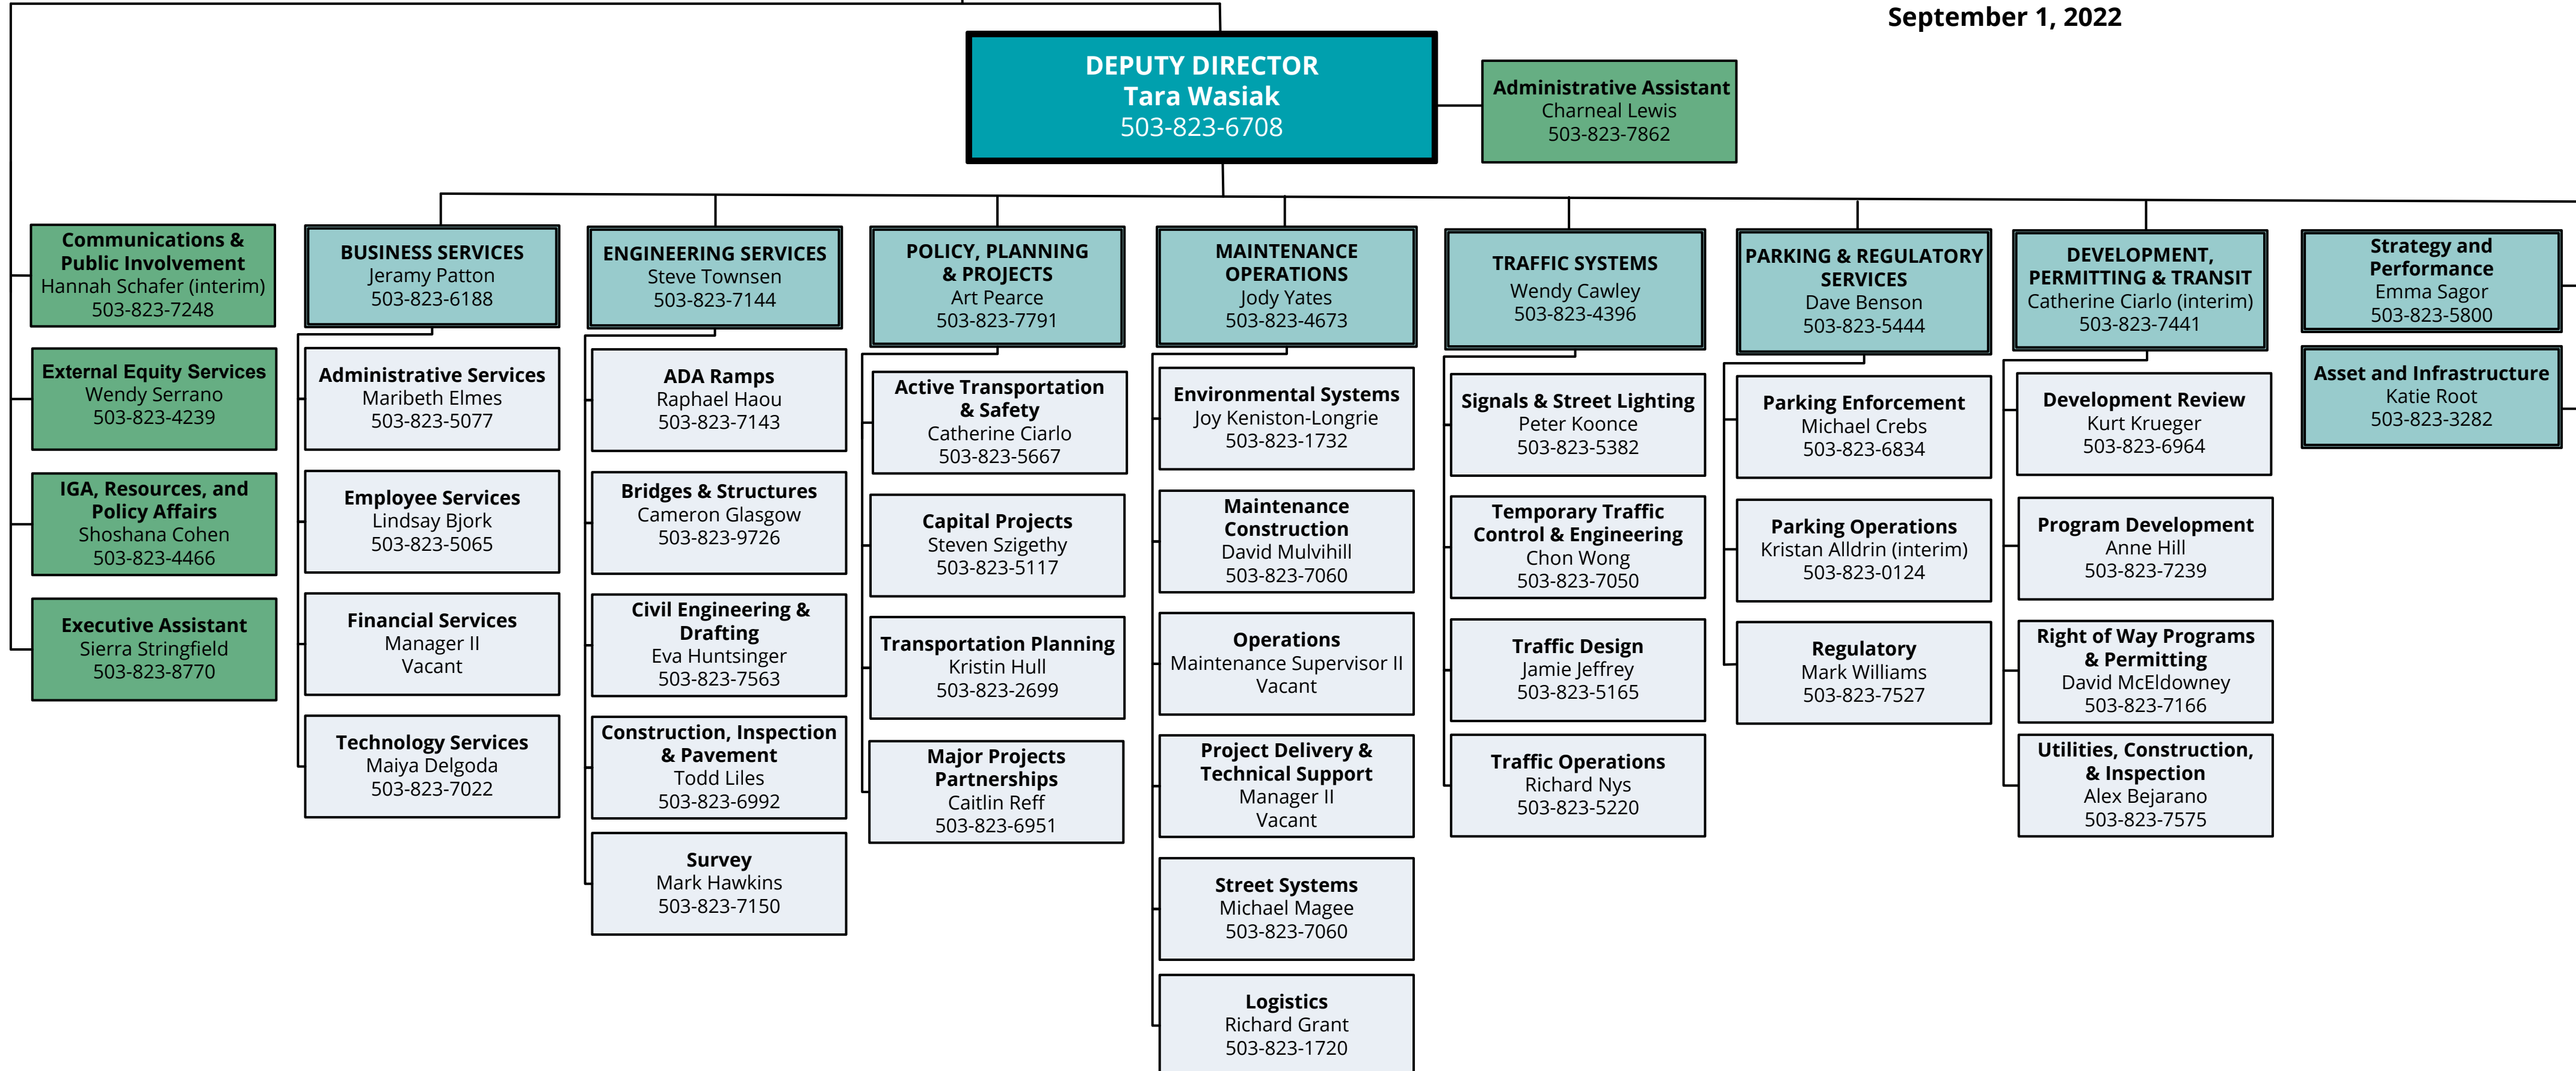 September 1, 2022
DEPUTY DIRECTOR
Tara Wasiak
503-823-6708
Administrative Assistant
Charneal Lewis
503-823-7862
Communications &
Public Involvement
Hannah Schafer (interim)
503-823-7248
External Equity Services
Wendy Serrano
503-823-4239
IGA, Resources, and
Policy Affairs
Shoshana Cohen
503-823-4466
Executive Assistant
Sierra Stringfield
503-823-8770
BUSINESS SERVICES
Jeramy Patton
503-823-6188
Administrative Services
Maribeth Elmes
503-823-5077
Employee Services
Lindsay Bjork
503-823-5065
Financial Services
Manager II
Vacant
Technology Services
Maiya Delgoda
503-823-7022
ENGINEERING SERVICES
Steve Townsen
503-823-7144
ADA Ramps
Raphael Haou
503-823-7143
Bridges & Structures
Cameron Glasgow
503-823-9726
Civil Engineering &
Drafting
Eva Huntsinger
503-823-7563
Construction, Inspection
& Pavement
Todd Liles
503-823-6992
Survey
Mark Hawkins
503-823-7150
POLICY, PLANNING
& PROJECTS
Art Pearce
503-823-7791
Active Transportation
& Safety
Catherine Ciarlo
503-823-5667
Capital Projects
Steven Szigethy
503-823-5117
Transportation Planning
Kristin Hull
503-823-2699
Major Projects
Partnerships
Caitlin Reff
503-823-6951
MAINTENANCE
OPERATIONS
Jody Yates
503-823-4673
Environmental Systems
Joy Keniston-Longrie
503-823-1732
Maintenance
Construction
David Mulvihill
503-823-7060
Operations
Maintenance Supervisor II
Vacant
Project Delivery &
Technical Support
Manager II
Vacant
Street Systems
Michael Magee
503-823-7060
Logistics
Richard Grant
503-823-1720
TRAFFIC SYSTEMS
Wendy Cawley
503-823-4396
Signals & Street Lighting
Peter Koonce
503-823-5382
Temporary Traffic
Control & Engineering
Chon Wong
503-823-7050
Traffic Design
Jamie Jeffrey
503-823-5165
Traffic Operations
Richard Nys
503-823-5220
PARKING & REGULATORY
SERVICES
Dave Benson
503-823-5444
Parking Enforcement
Michael Crebs
503-823-6834
Parking Operations
Kristan Alldrin (interim)
503-823-0124
Regulatory
Mark Williams
503-823-7527
DEVELOPMENT,
PERMITTING & TRANSIT
Catherine Ciarlo (interim)
503-823-7441
Development Review
Kurt Krueger
503-823-6964
Program Development
Anne Hill
503-823-7239
Right of Way Programs
& Permitting
David McEldowney
503-823-7166
Utilities, Construction,
& Inspection
Alex Bejarano
503-823-7575
Strategy and
Performance
Emma Sagor
503-823-5800
Asset and Infrastructure
Katie Root
503-823-3282